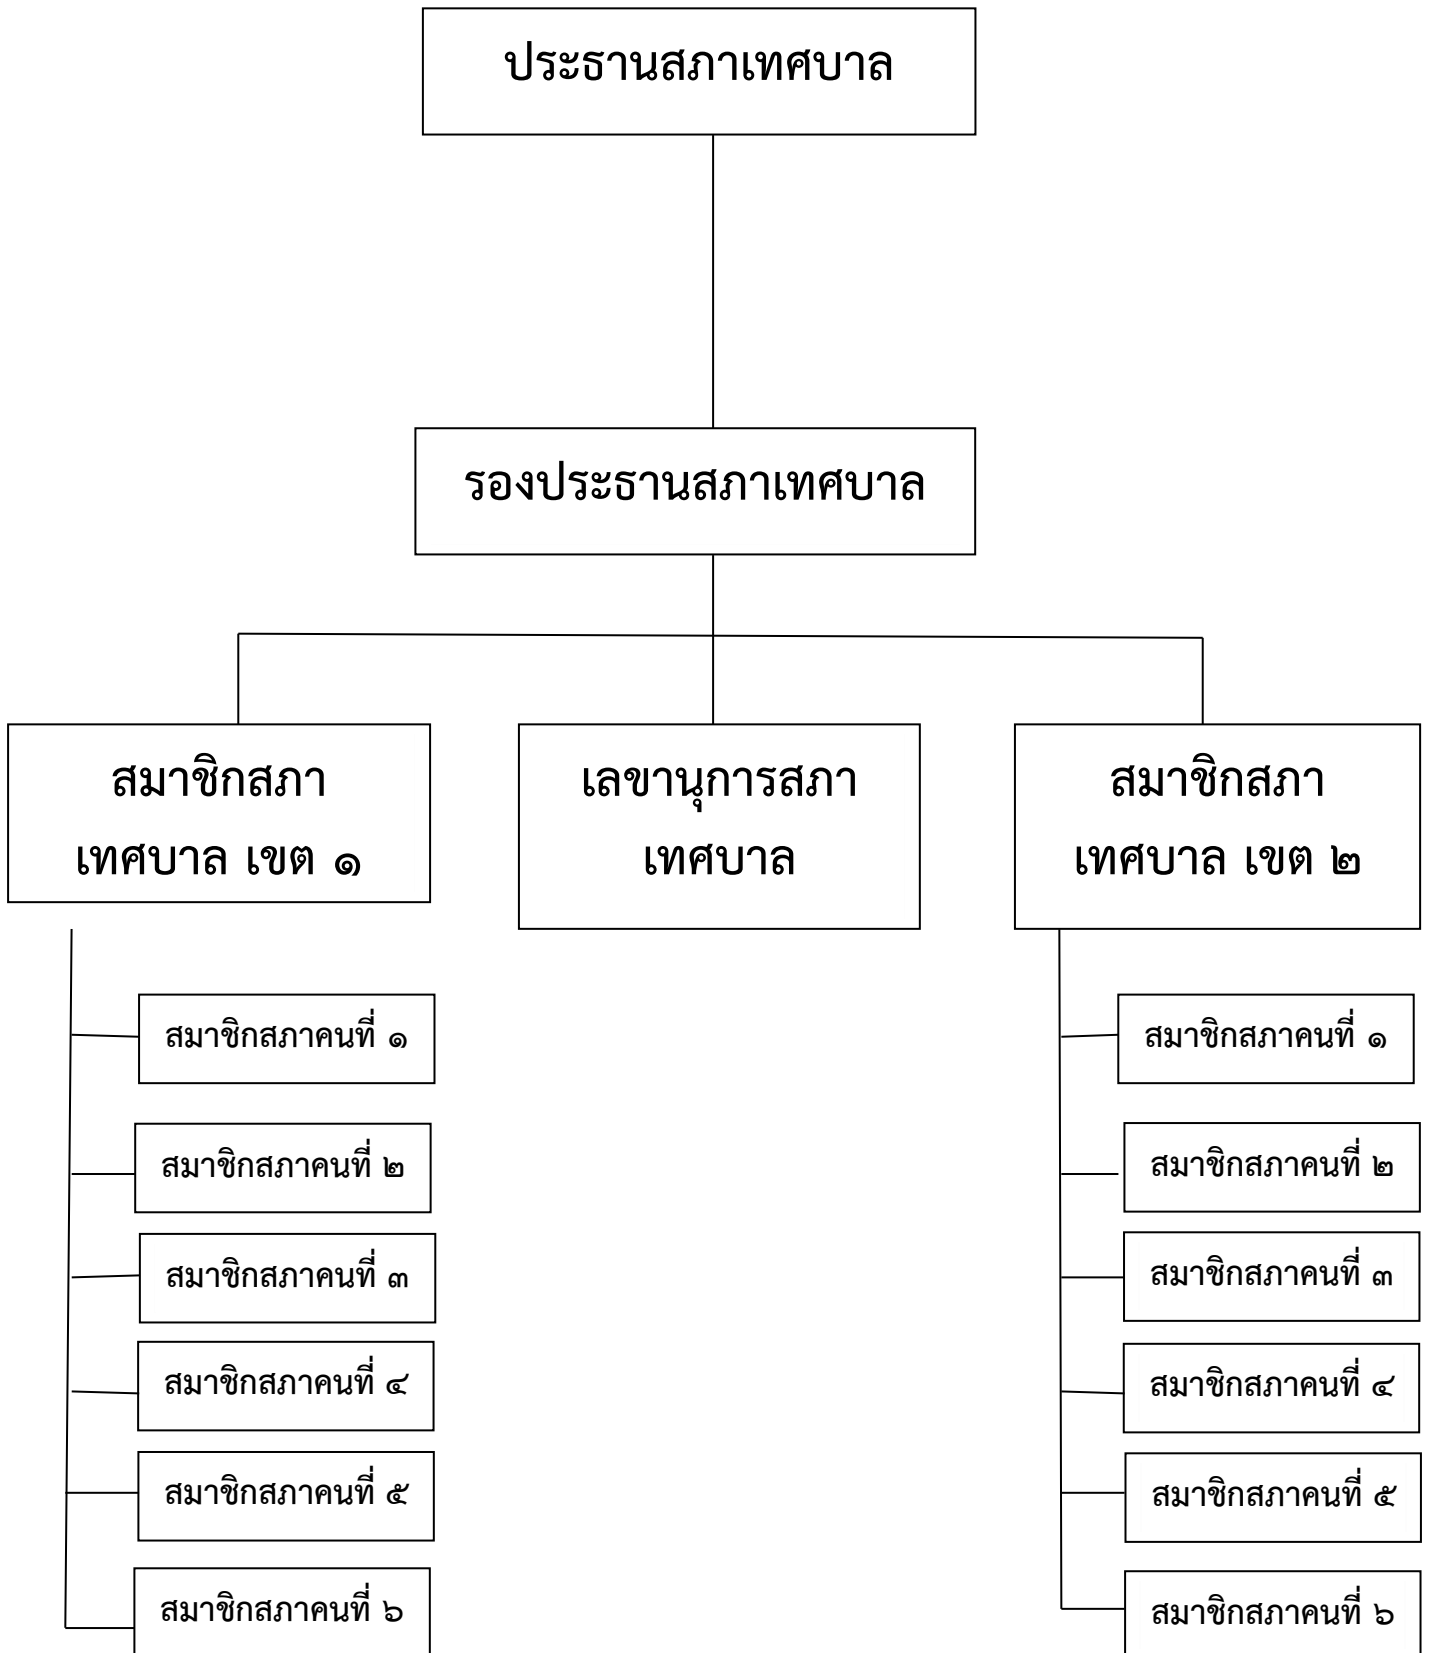 ประธานสภาเทศบาล
รองประธานสภาเทศบาล
สมาชิกสภา
เทศบาล เขต ๑
เลขานุการสภา
เทศบาล
สมาชิกสภา
เทศบาล เขต ๒
สมาชิกสภาคนที่ ๑
สมาชิกสภาคนที่ ๒
สมาชิกสภาคนที่ ๓
สมาชิกสภาคนที่ ๔
สมาชิกสภาคนที่ ๕
สมาชิกสภาคนที่ ๖
สมาชิกสภาคนที่ ๑
สมาชิกสภาคนที่ ๒
สมาชิกสภาคนที่ ๓
สมาชิกสภาคนที่ ๔
สมาชิกสภาคนที่ ๕
สมาชิกสภาคนที่ ๖